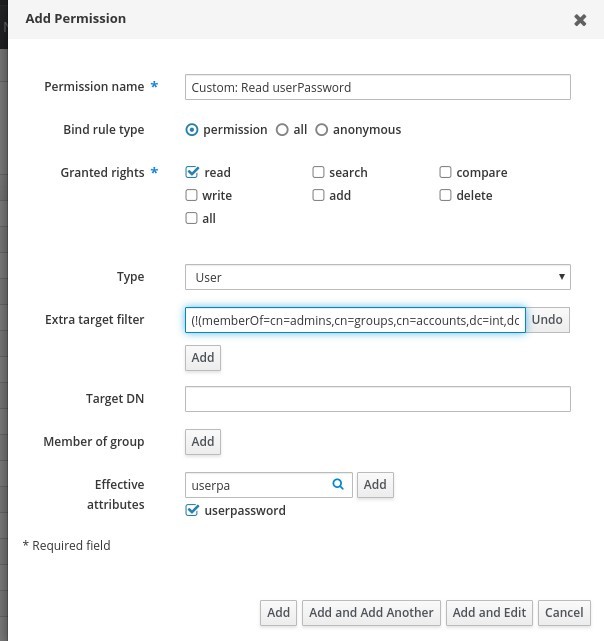 Add Permission
Permission name * Custom: Read userPassword
Bind rule type permission all anonymous
Granted rights * read search compare
write add delete
all
Type User
Extra target filter (!(memberOf=cn=admins,cn=groups,cn=accounts,dc=int,dc Undo
Add
Target DN
Member of group Add
Effective attributes userpa Add
userpassword
* Required field
Add Add and Add Another Add and Edit Cancel